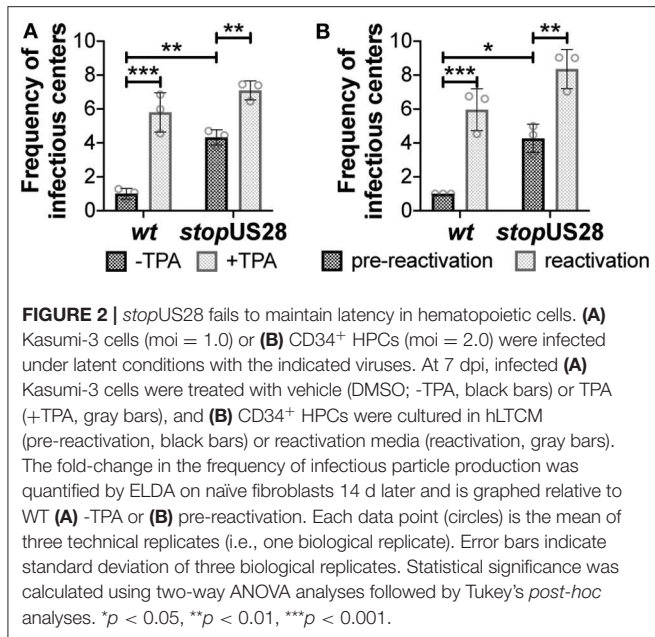 A
B
**
**
***
*
**
***
Frequency of
infectious centers
10
8
6
4
2
0
Frequency of
infectious centers
10
8
6
4
2
0
wt stopUS28
wt stopUS28
-TPA +TPA
pre-reactivation reactivation
FIGURE 2 | stopUS28 fails to maintain latency in hematopoietic cells. (A)
Kasumi-3 cells (moi = 1.0) or (B) CD34+ HPCs (moi = 2.0) were infected
under latent conditions with the indicated viruses. At 7 dpi, infected (A)
Kasumi-3 cells were treated with vehicle (DMSO; -TPA, black bars) or TPA
(+TPA, gray bars), and (B) CD34+ HPCs were cultured in hLTCM
(pre-reactivation, black bars) or reactivation media (reactivation, gray bars).
The fold-change in the frequency of infectious particle production was
quantified by ELDA on naïve fibroblasts 14 d later and is graphed relative to
WT (A) -TPA or (B) pre-reactivation. Each data point (circles) is the mean of
three technical replicates (i.e., one biological replicate). Error bars indicate
standard deviation of three biological replicates. Statistical significance was
calculated using two-way ANOVA analyses followed by Tukey's post-hoc
analyses. *p < 0.05, **p < 0.01, ***p < 0.001.